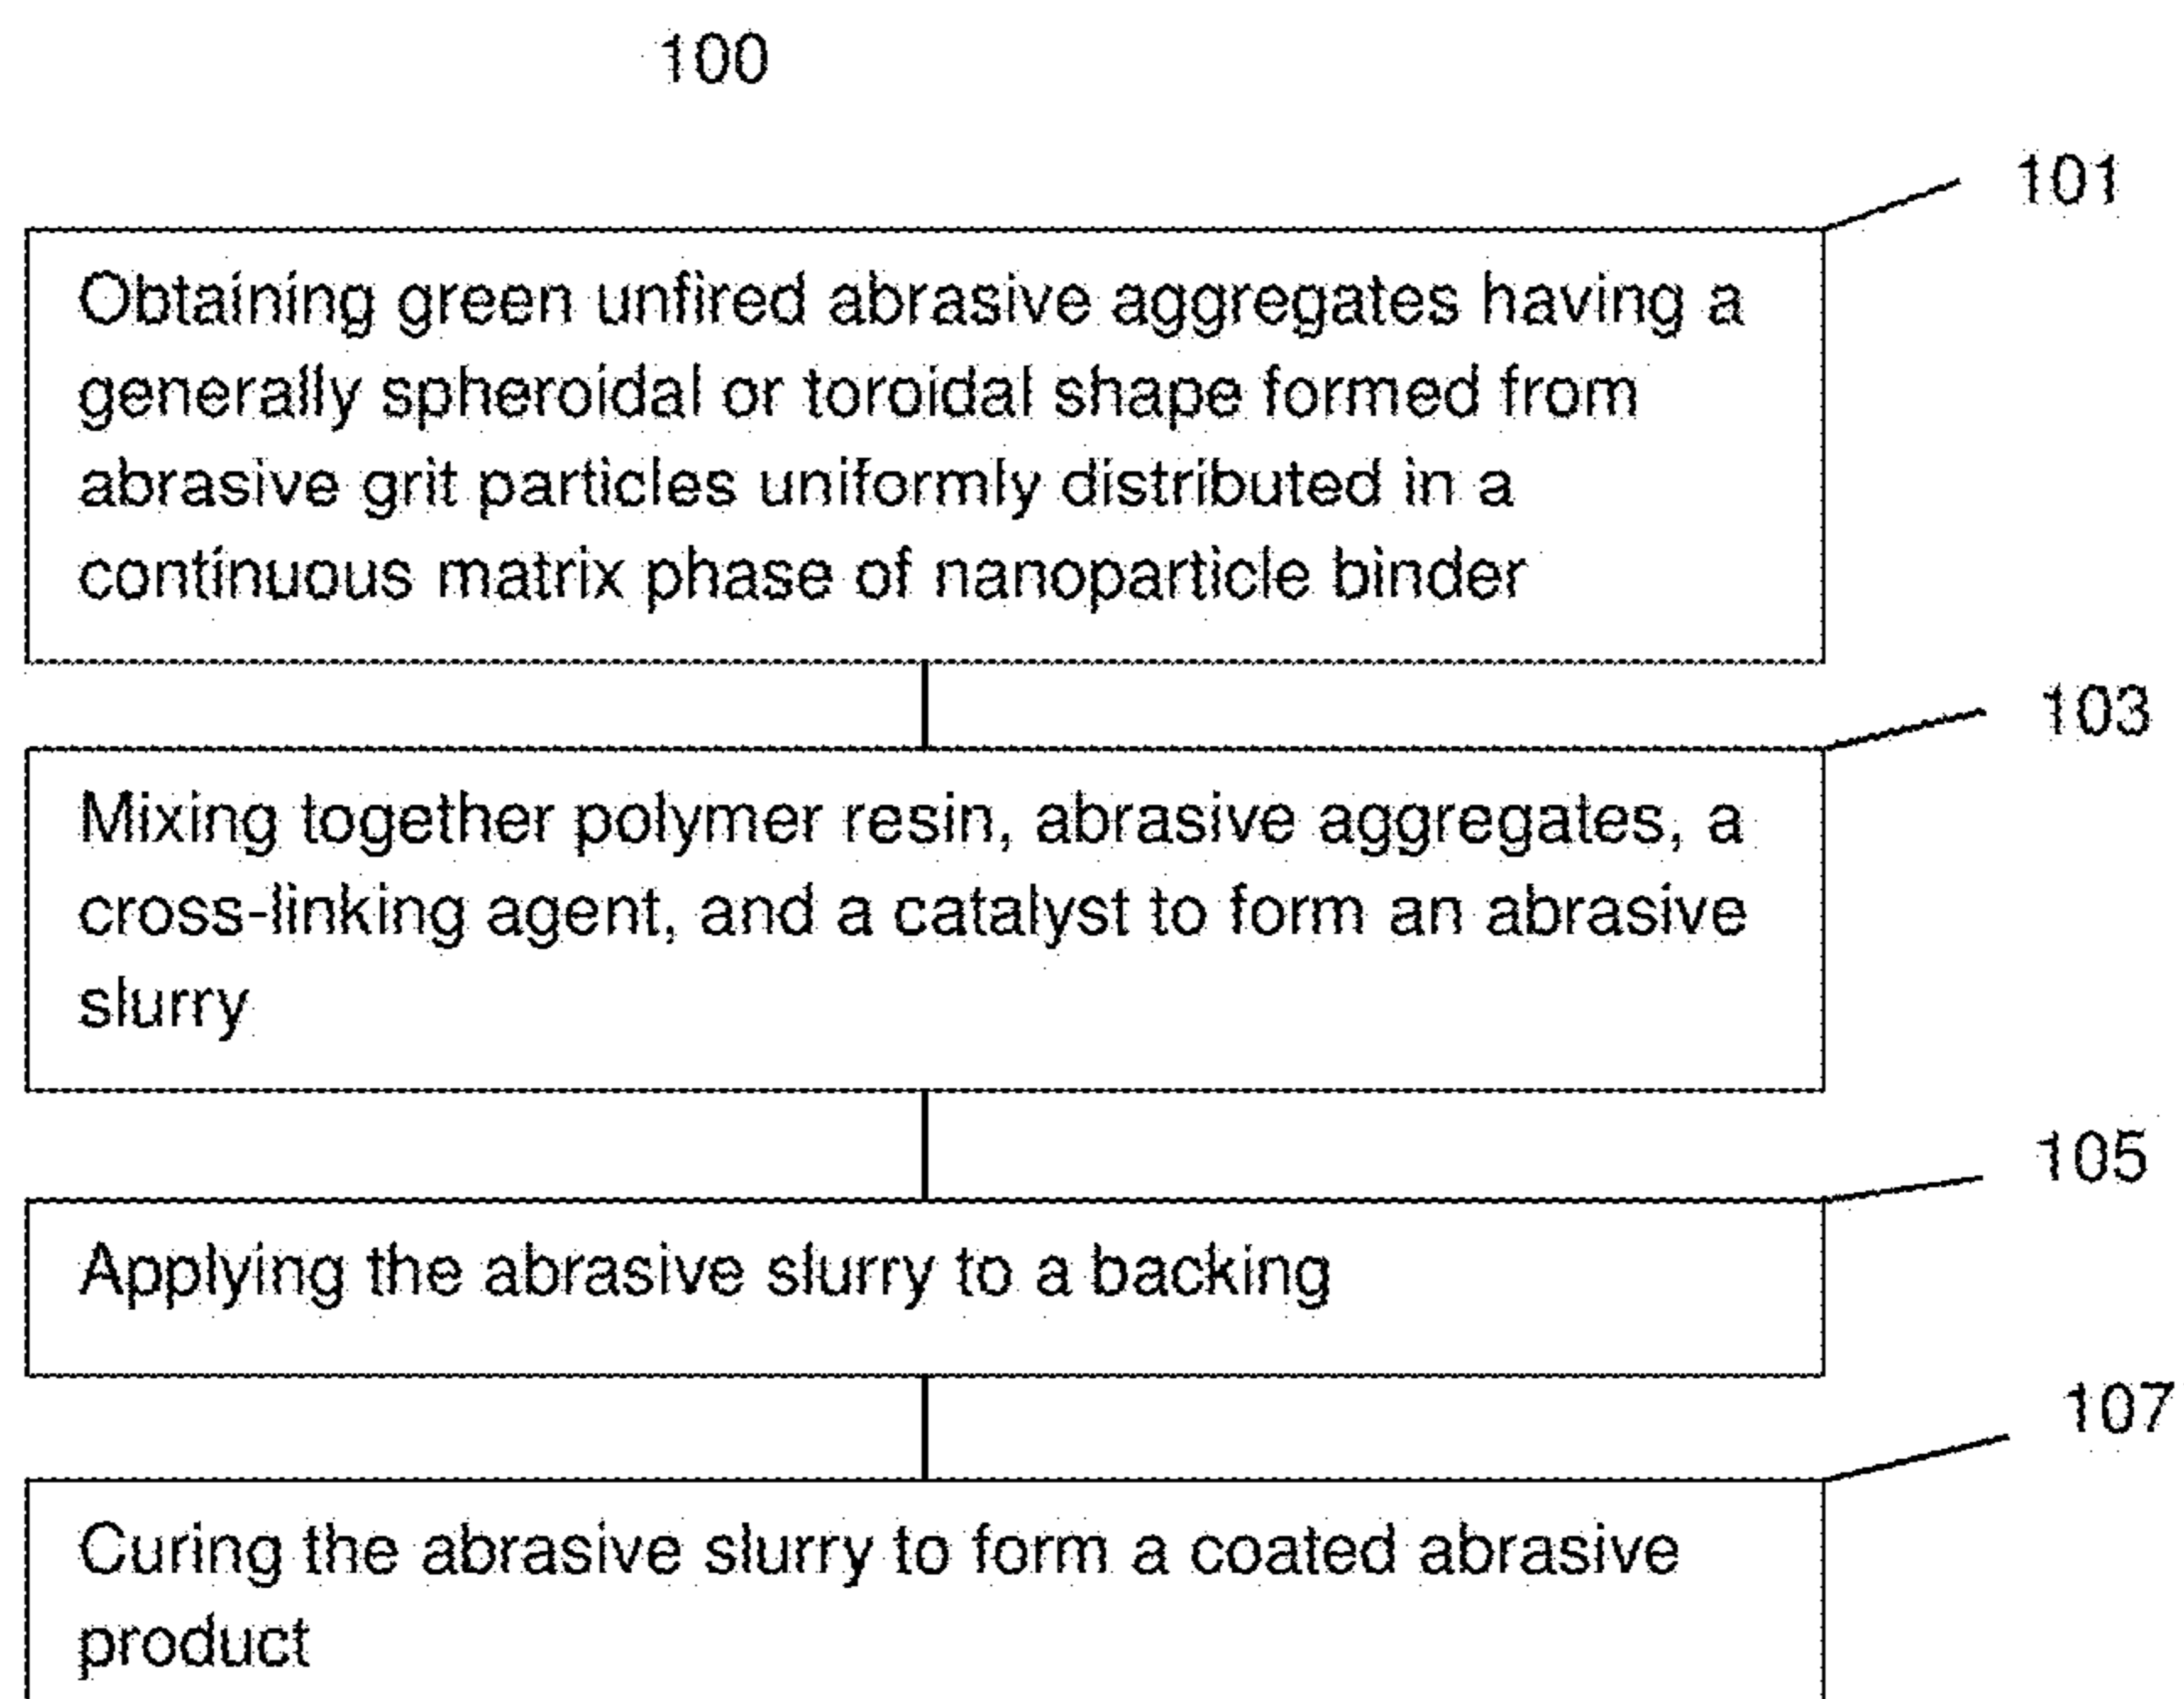 100
101
Obtaining green unfired abrasive aggregates having a
generally spheroidal or toroidal shape formed from
abrasive grit particles uniformly distributed in a
continuous matrix phase of nanoparticle binder
103
Mixing together polymer resin, abrasive aggregates, a
cross-linking agent, and a catalyst to form an abrasive
slurry
105
Applying the abrasive slurry to a backing
107
Curing the abrasive slurry to form a coated abrasive
product